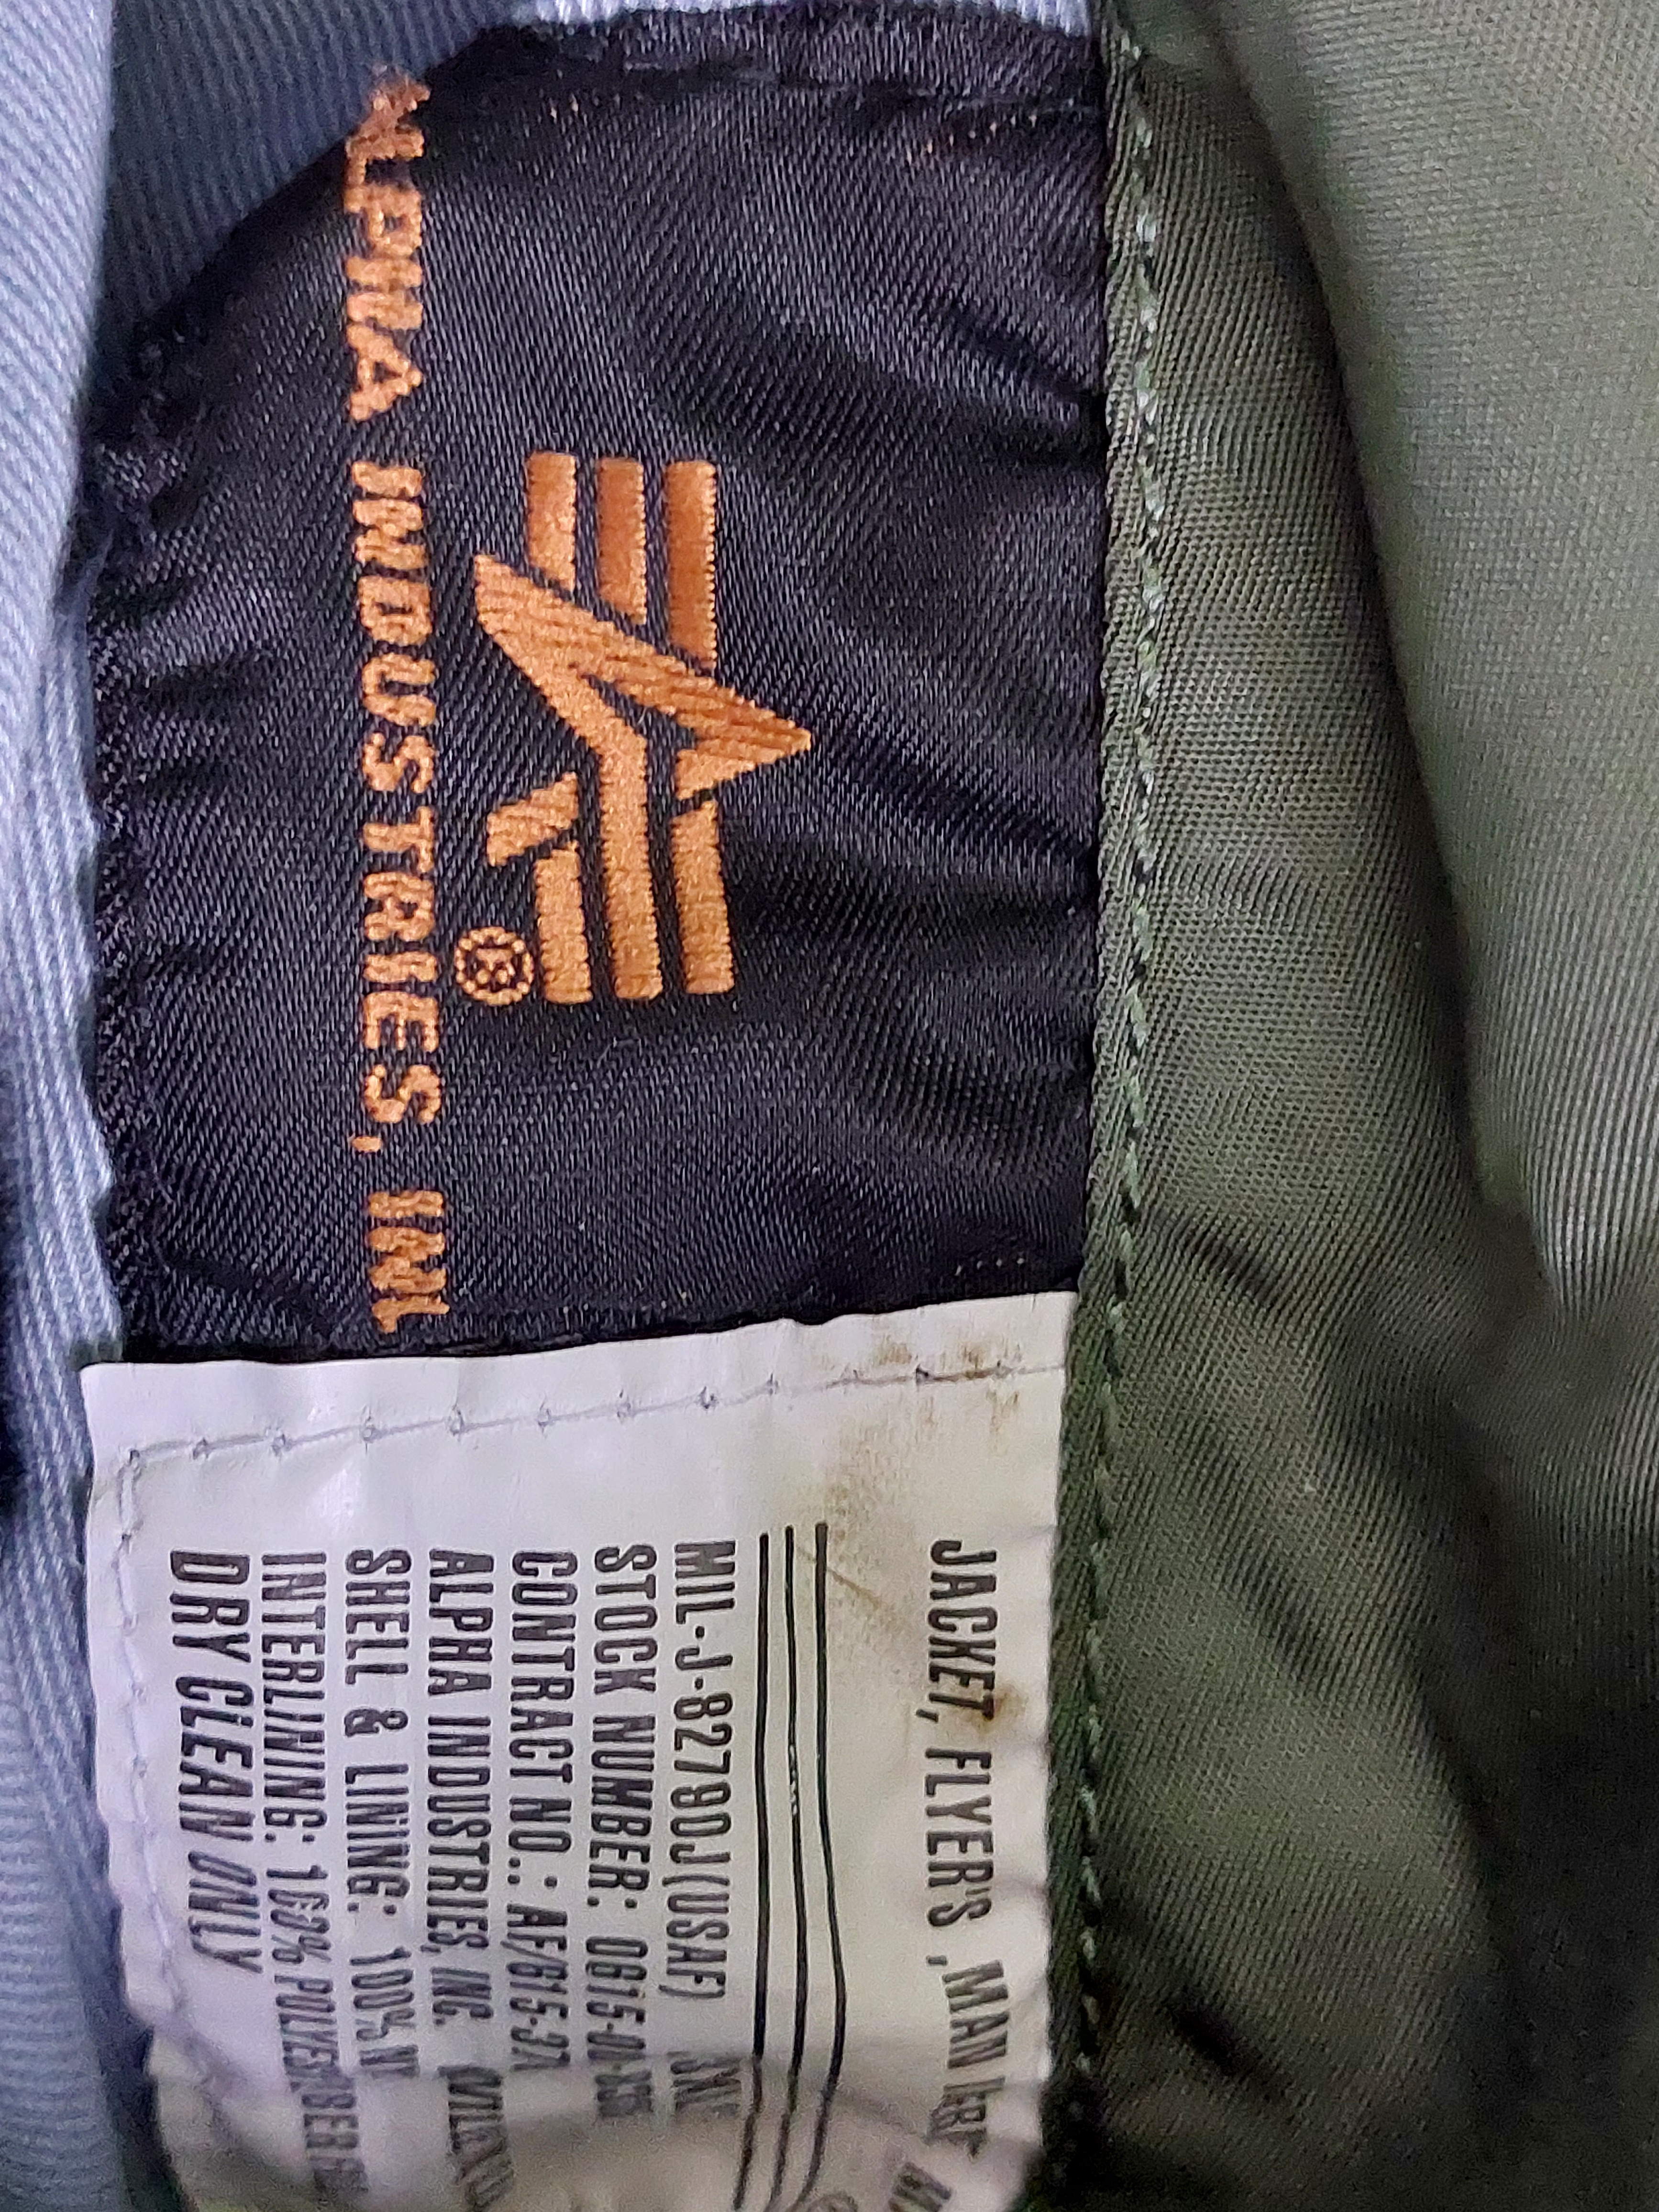 ALPHA INDUSTRIES, INC
®
JACKET, FLYER'S, MAN
MIL-J-82790J(USAF)
STOCK NUMBER: 0615-01-
CONTRACT NO.: AF/615-JA
ALPHA INDUSTRIES, INC.
SHELL & LINING: 100%
INTERLINING: 100% POLYESTER
DRY CLEAN ONLY